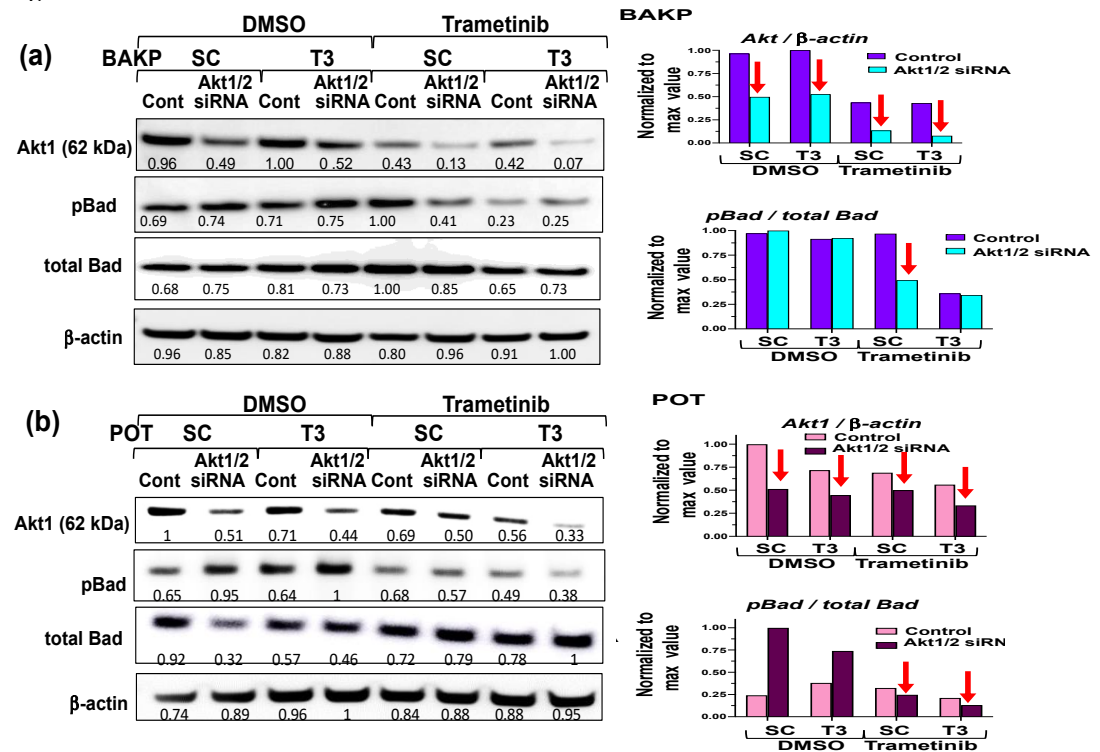 DMSO Trametinib
(a) BAKP SC T3 SC T3
Akt1/2 Akt1/2 Akt1/2 Akt1/2
Cont siRNA Cont siRNA Cont siRNA Cont siRNA
Akt1 (62 kDa)
0.96 0.49 1.00 0.52 0.43 0.13 0.42 0.07
pBad
0.69 0.74 0.71 0.75 1.00 0.41 0.23 0.25
total Bad
0.68 0.75 0.81 0.73 1.00 0.85 0.65 0.73
β-actin
0.96 0.85 0.82 0.88 0.80 0.96 0.91 1.00
BAKP
Akt / β-actin
Control
Akt1/2 siRNA
Normalized to
max value
1.00
0.75
0.50
0.25
0.00
SC T3 SC T3
DMSO Trametinib
pBad / total Bad
Control
Akt1/2 siRNA
Normalized to
max value
1.00
0.75
0.50
0.25
0.00
SC T3 SC T3
DMSO Trametinib
DMSO Trametinib
(b) POT SC T3 SC T3
Akt1/2 Akt1/2 Akt1/2 Akt1/2
Cont siRNA Cont siRNA Cont siRNA Cont siRNA
Akt1 (62 kDa)
1 0.51 0.71 0.44 0.69 0.50 0.56 0.33
pBad
0.65 0.95 0.64 1 0.68 0.57 0.49 0.38
total Bad
0.92 0.32 0.57 0.46 0.72 0.79 0.78 1
β-actin
0.74 0.89 0.96 1 0.84 0.88 0.88 0.95
POT
Akt1 / β-actin
Control
Akt1/2 siRNA
Normalized to
max value
1.00
0.75
0.50
0.25
0.00
SC T3 SC T3
DMSO Trametinib
pBad / total Bad
Control
Akt1/2 siRN
Normalized to
max value
1.00
0.75
0.50
0.25
0.00
SC T3 SC T3
DMSO Trametinib